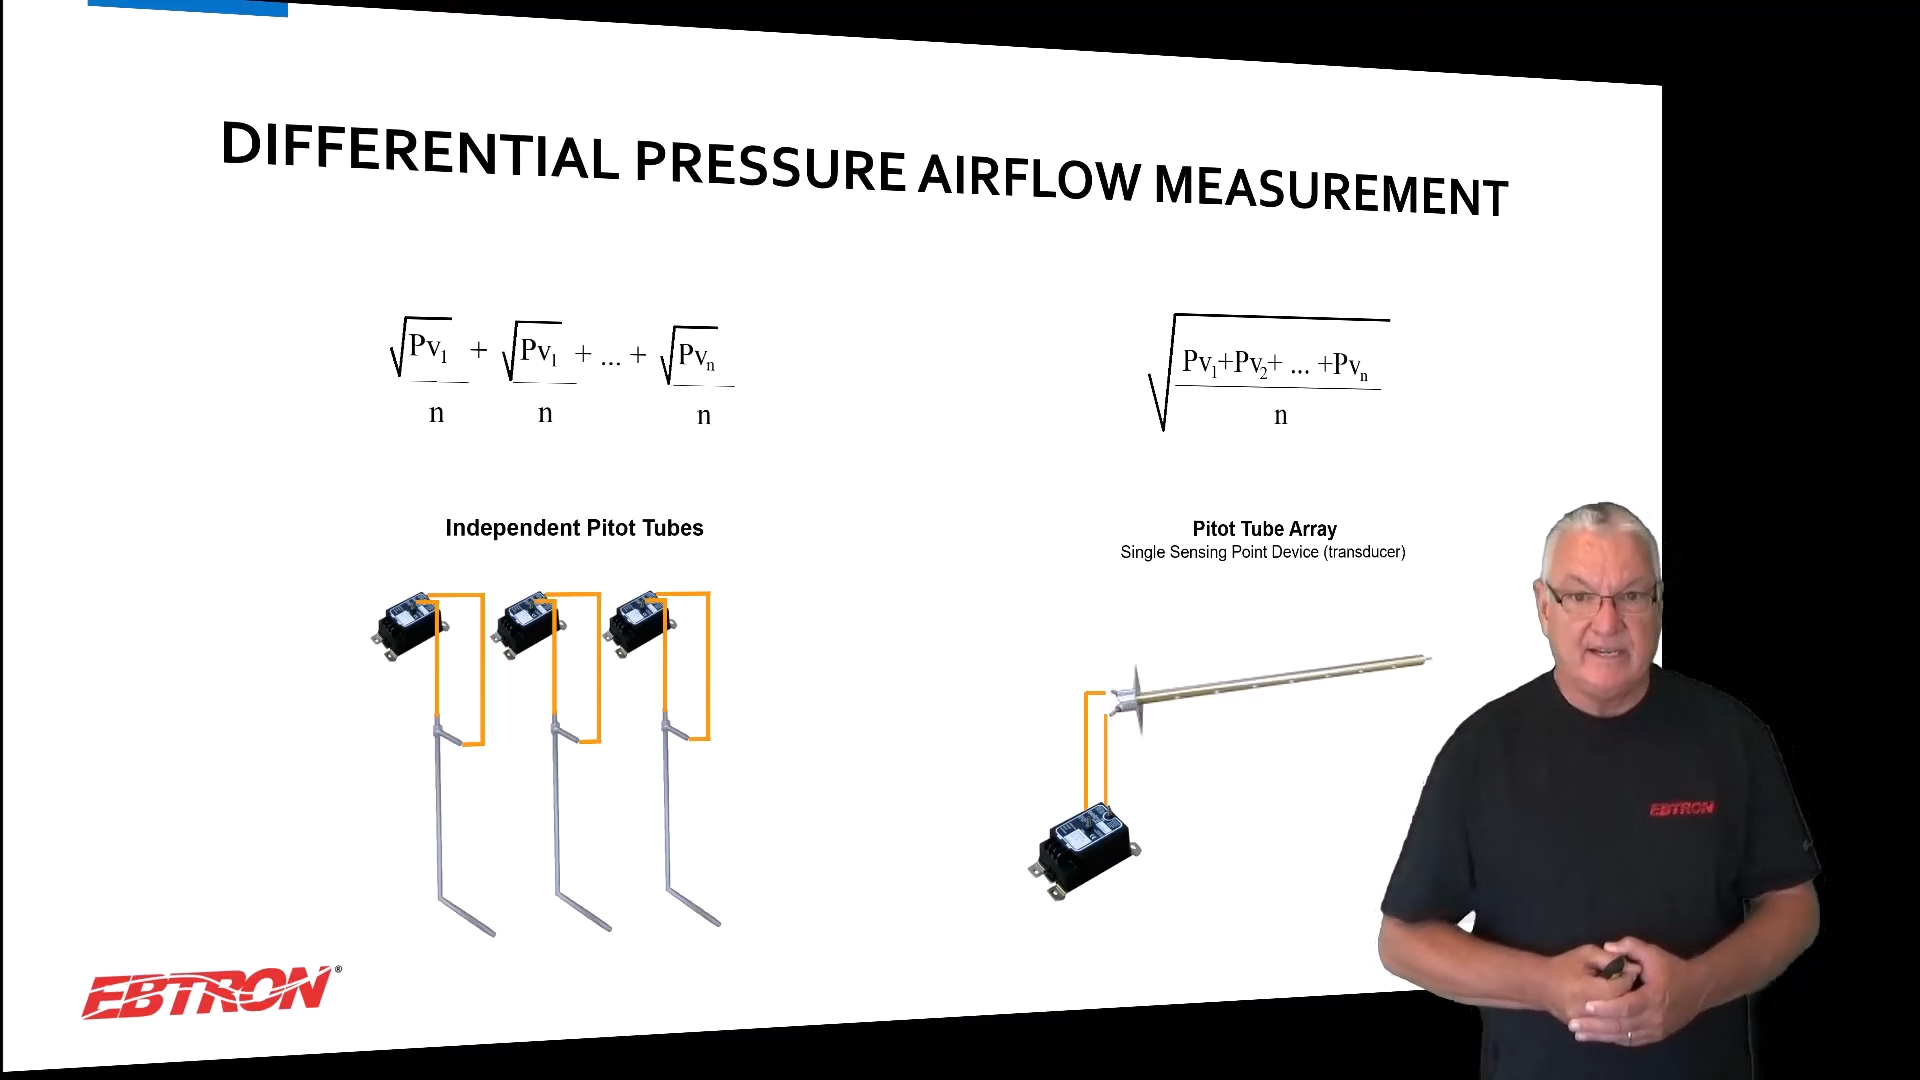 DIFFERENTIAL PRESSURE AIRFLOW MEASUREMENT
√Pv₁/n + √Pv₁/n + ... + √Pvₙ/n
√((Pv₁+Pv₂+ ... +Pvₙ)/n)
Independent Pitot Tubes
Pitot Tube Array
Single Sensing Point Device (transducer)
EBTRON®
EBTRON